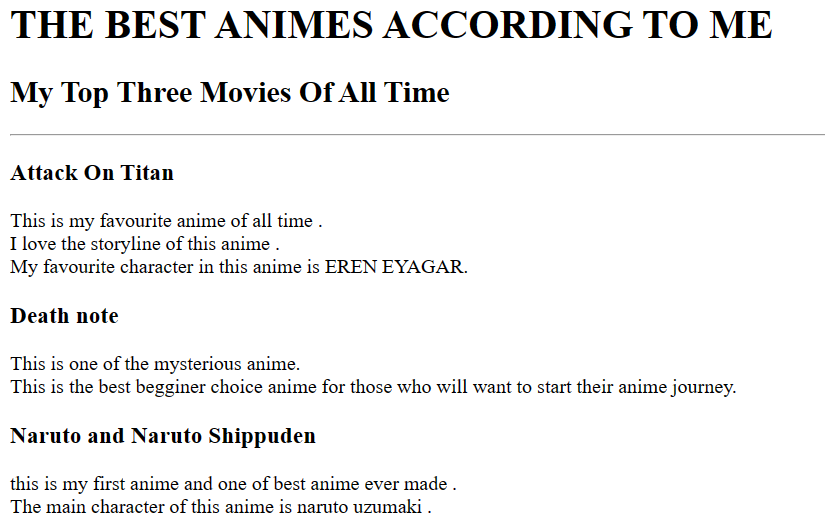 THE BEST ANIMES ACCORDING TO ME
My Top Three Movies Of All Time
Attack On Titan
This is my favourite anime of all time .
I love the storyline of this anime .
My favourite character in this anime is EREN EYAGAR.
Death note
This is one of the mysterious anime.
This is the best begginer choice anime for those who will want to start their anime journey.
Naruto and Naruto Shippuden
this is my first anime and one of best anime ever made .
The main character of this anime is naruto uzumaki .